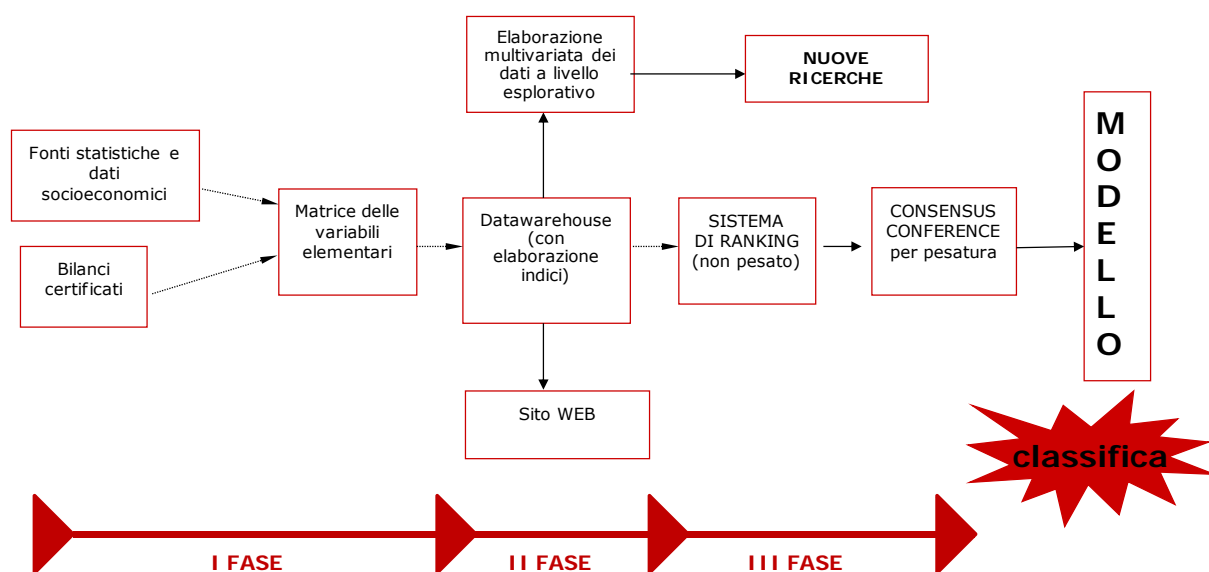 Elaborazione
multivariata dei
dati a livello
esplorativo
NUOVE
RICERCHE
Fonti statistiche e
dati
socioeconomici
Bilanci
certificati
Matrice delle
variabili
elementari
Datawarehouse
(con
elaborazione
indici)
SISTEMA
DI RANKING
(non pesato)
CONSENSUS
CONFERENCE
per pesatura
M
O
D
E
L
L
O
Sito WEB
classifica
I FASE
II FASE
III FASE